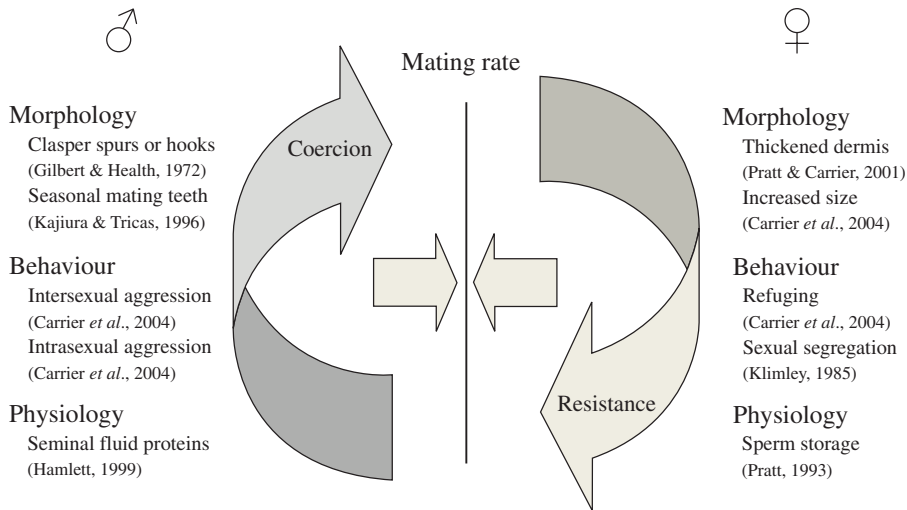 ♂
Morphology
Clasper spurs or hooks
(Gilbert & Health, 1972)
Seasonal mating teeth
(Kajiura & Tricas, 1996)
Behaviour
Intersexual aggression
(Carrier et al., 2004)
Intrasexual aggression
(Carrier et al., 2004)
Physiology
Seminal fluid proteins
(Hamlett, 1999)
Mating rate
Coercion
Resistance
♀
Morphology
Thickened dermis
(Pratt & Carrier, 2001)
Increased size
(Carrier et al., 2004)
Behaviour
Refuging
(Carrier et al., 2004)
Sexual segregation
(Klimley, 1985)
Physiology
Sperm storage
(Pratt, 1993)